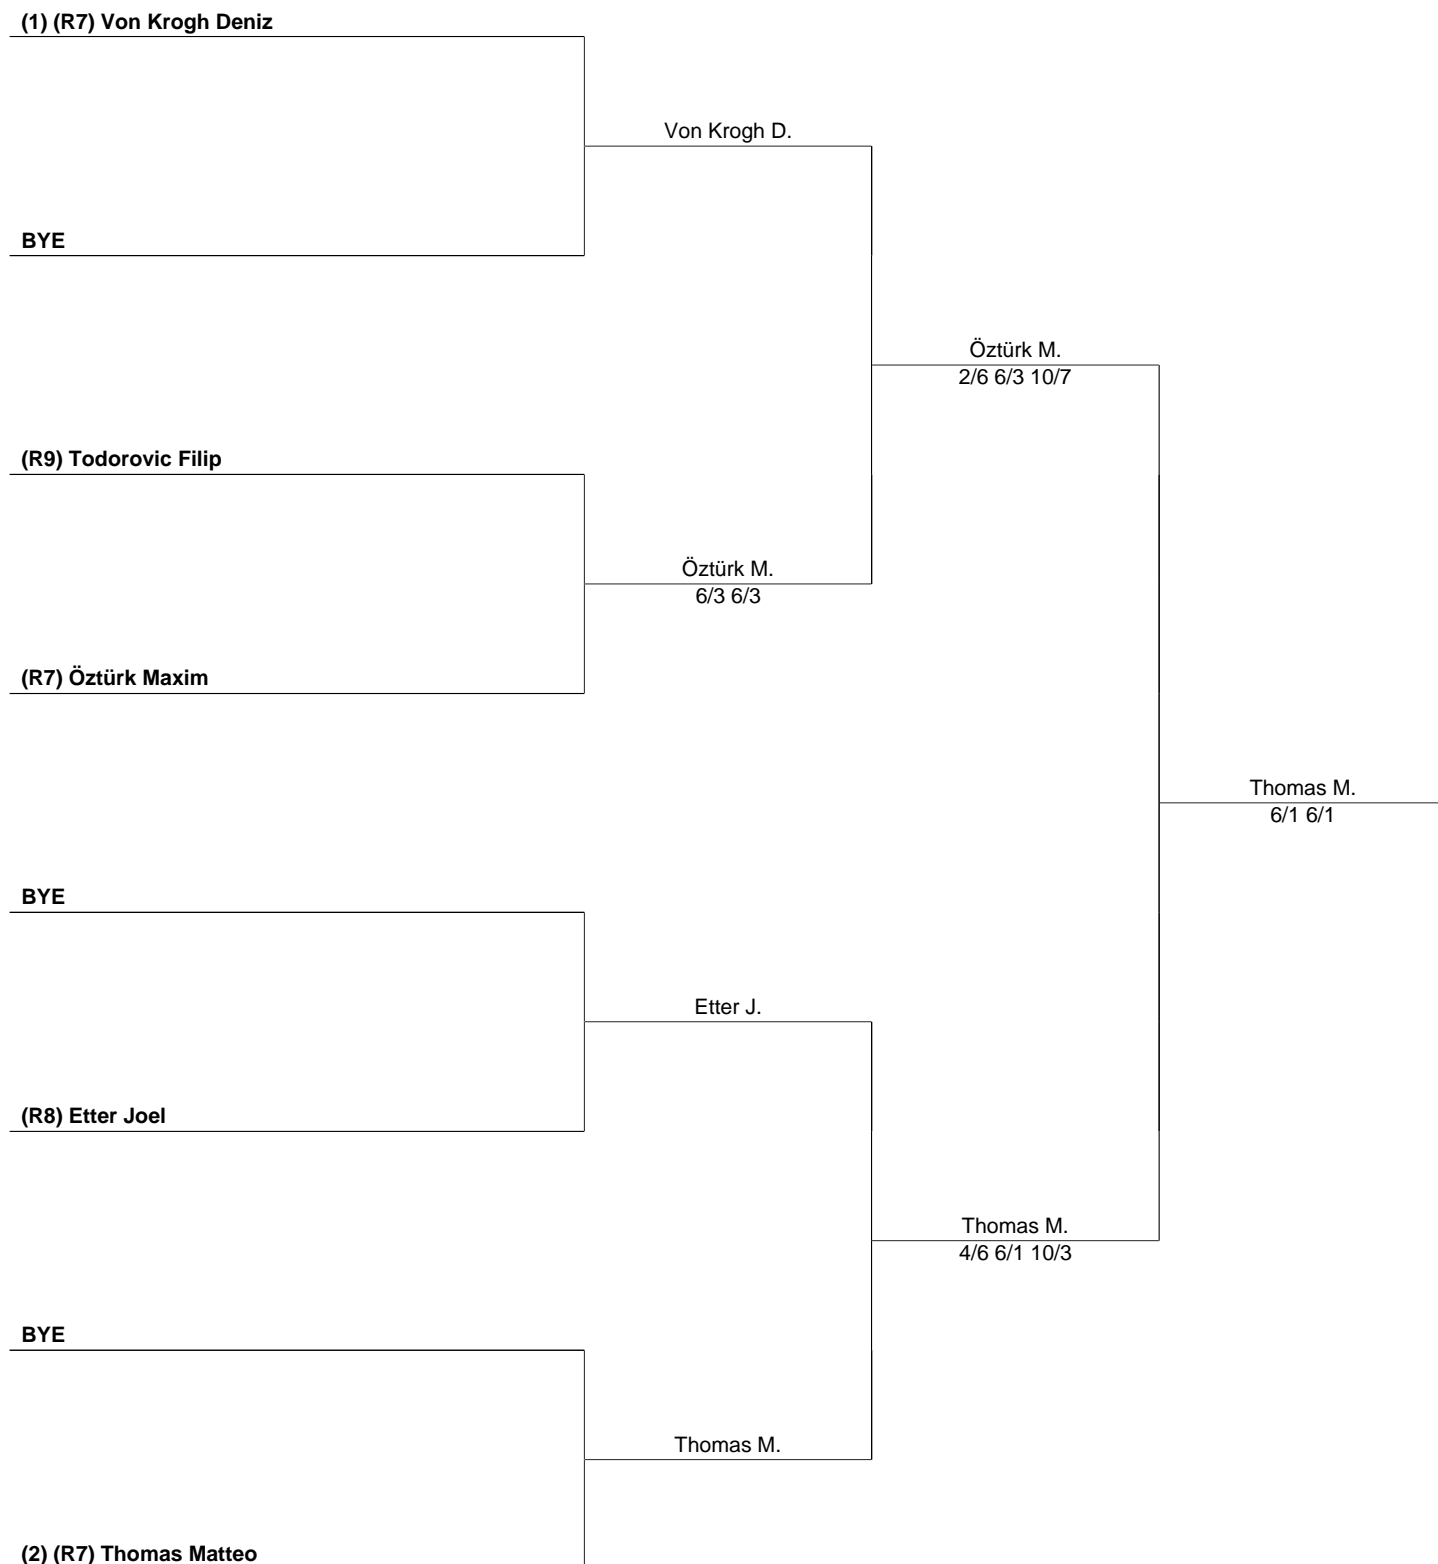 (1) (R7) Von Krogh Deniz
Von Krogh D.
BYE
Öztürk M.
2/6 6/3 10/7
(R9) Todorovic Filip
Öztürk M.
6/3 6/3
(R7) Öztürk Maxim
Thomas M.
6/1 6/1
BYE
Etter J.
(R8) Etter Joel
Thomas M.
4/6 6/1 10/3
BYE
Thomas M.
(2) (R7) Thomas Matteo